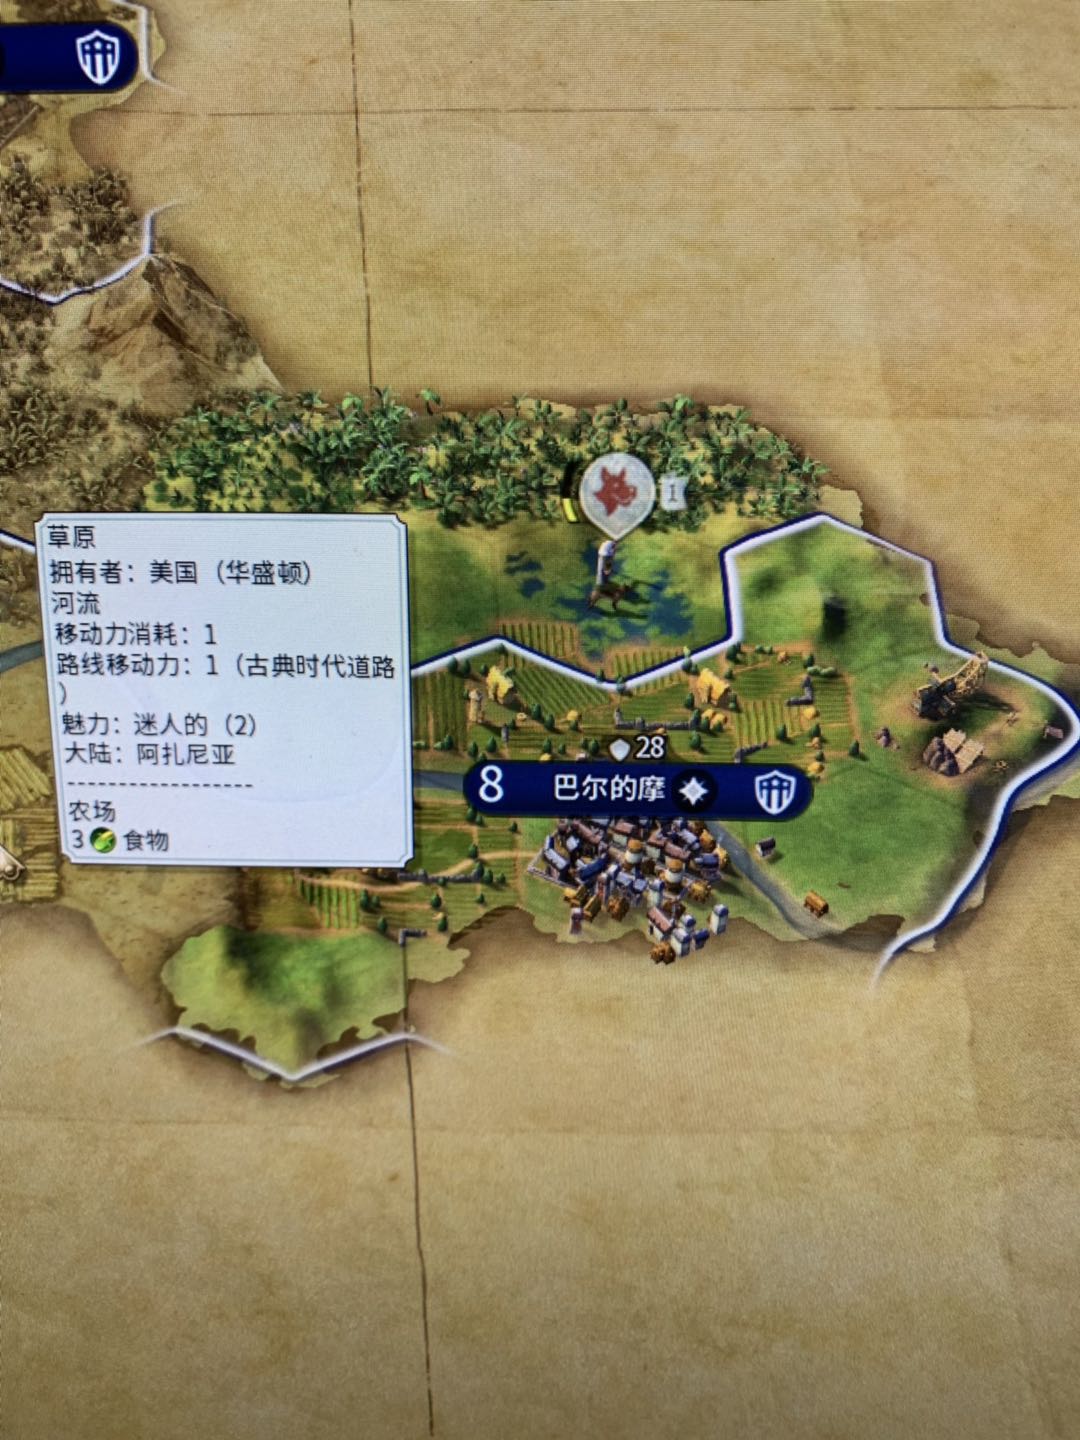 1
草原
拥有者：美国（华盛顿）
河流
移动力消耗：1
路线移动力：1（古典时代道路
）
魅力：迷人的（2）
大陆：阿扎尼亚
------------------
农场
3 食物
28
8 巴尔的摩